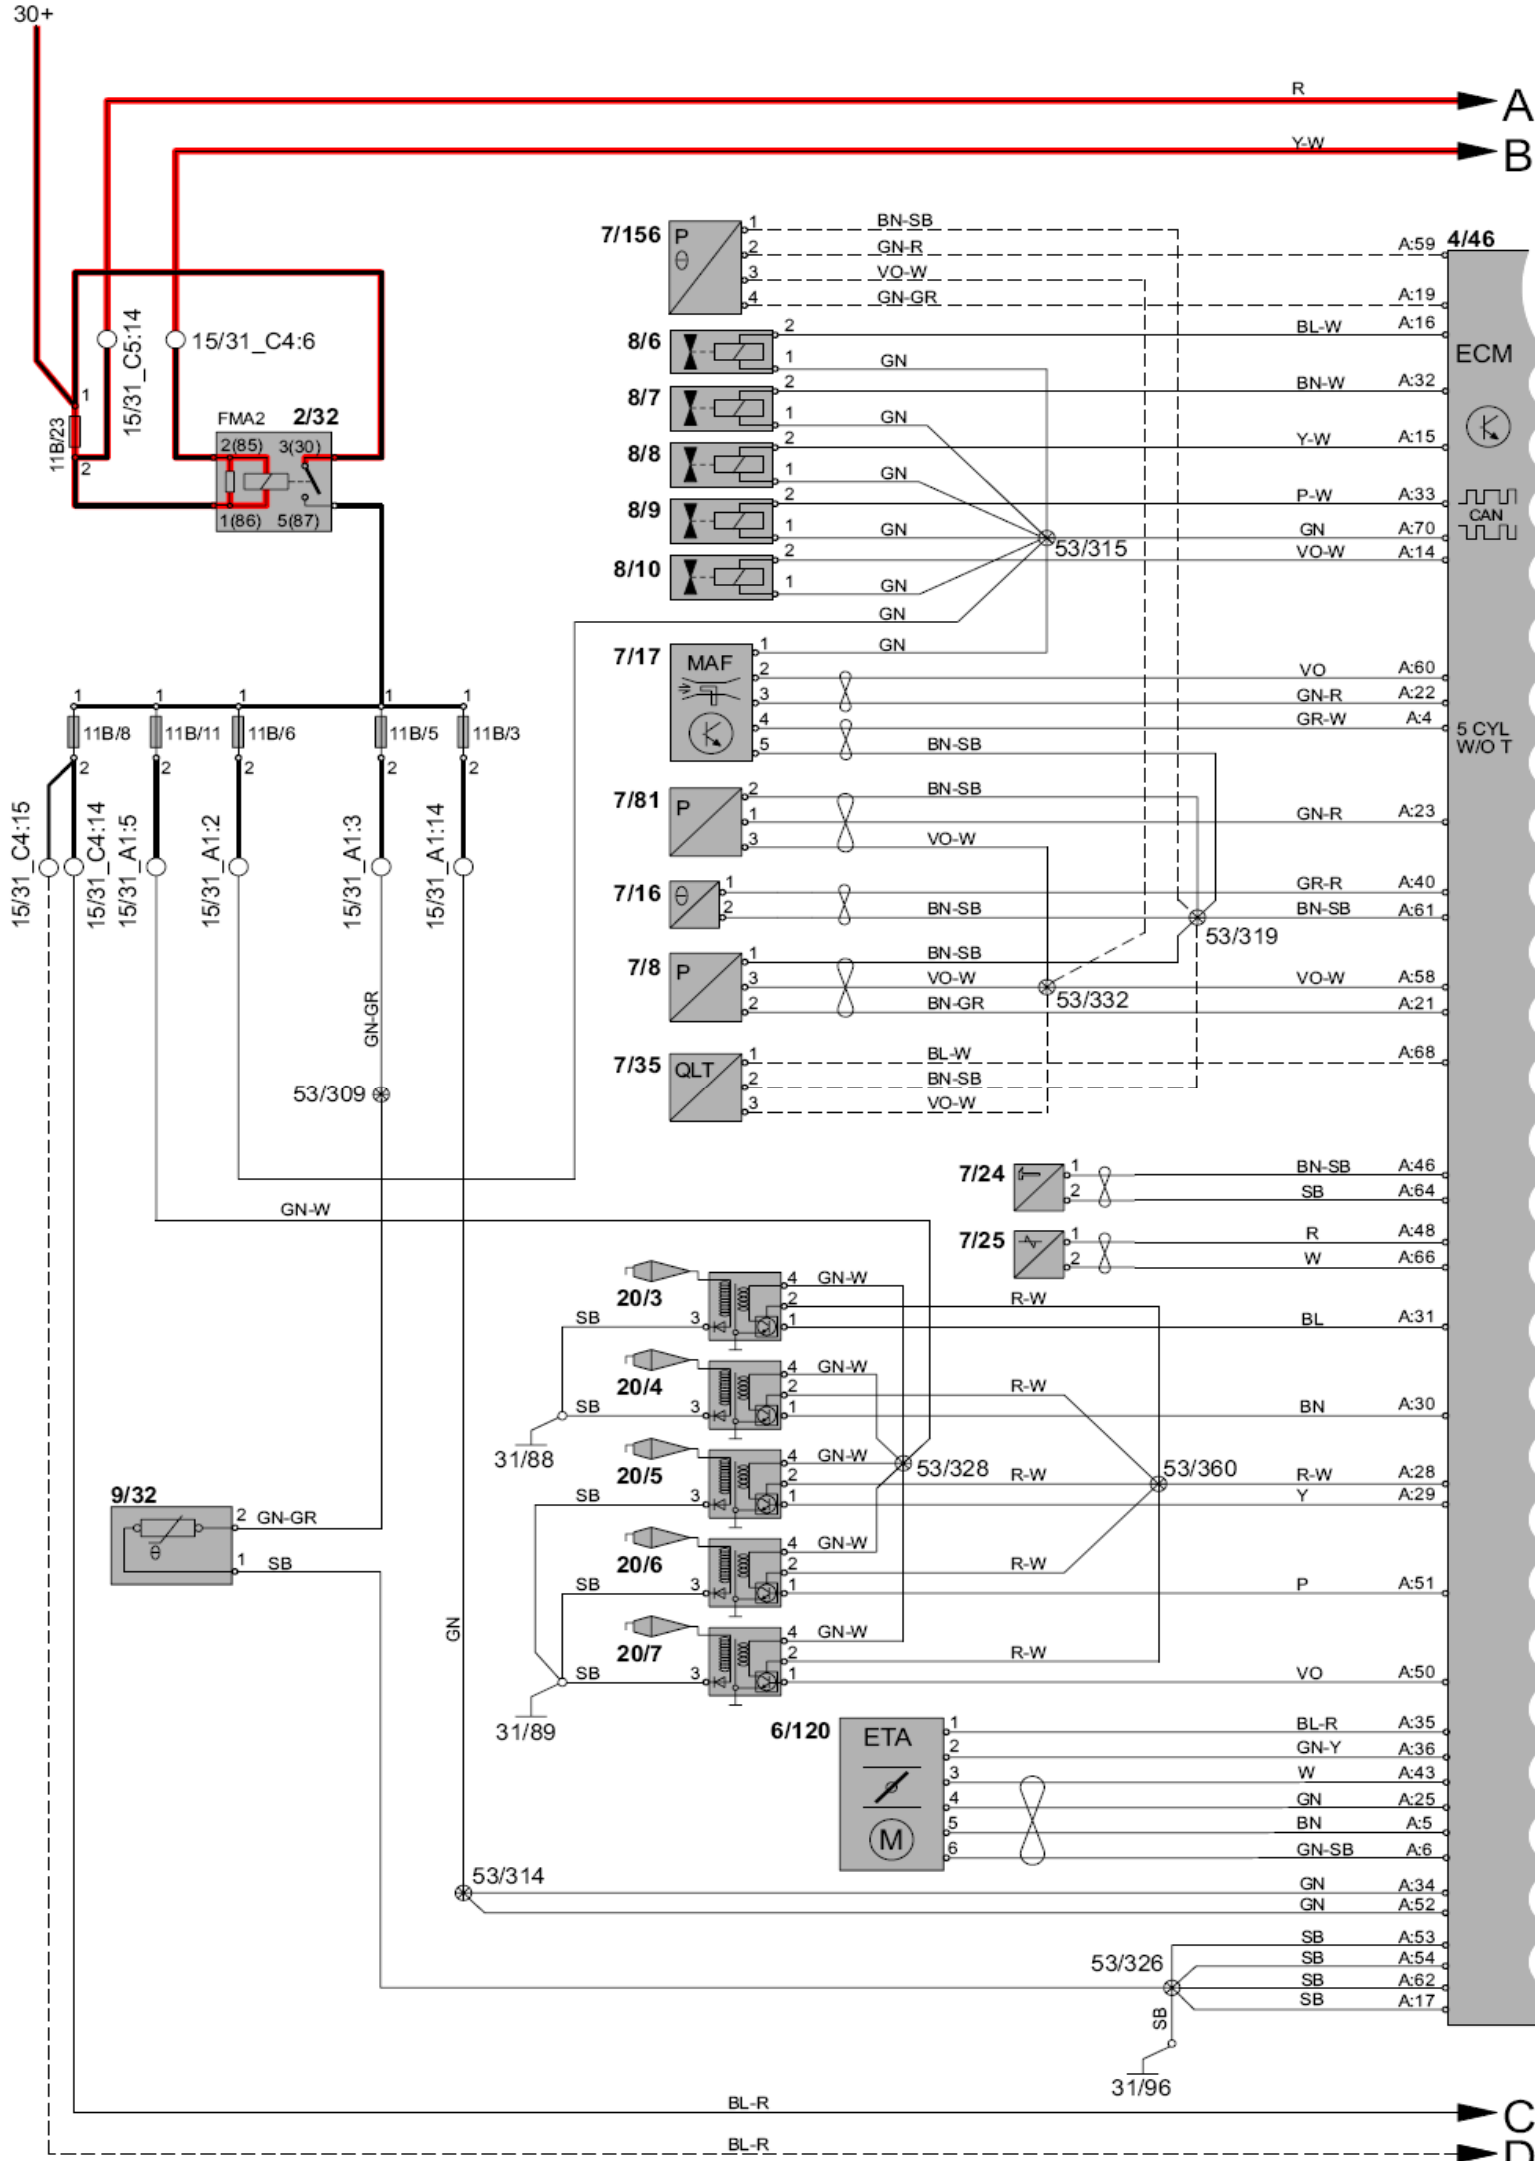 30+
R
A
Y-W
B
7/156
P
θ
1
BN-SB
2
GN-R
3
VO-W
4
GN-GR
A:59
4/46
A:19
15/31_C5:14
15/31_C4:6
8/6
2
BL-W
A:16
1
GN
ECM
8/7
2
BN-W
A:32
1
GN
1
11B/23
2
FMA2
2/32
2(85)
3(30)
1(86)
5(87)
8/8
2
Y-W
A:15
1
GN
8/9
2
P-W
A:33
1
GN
GN
A:70
CAN
53/315
8/10
2
VO-W
A:14
1
GN
GN
7/17
MAF
1
GN
2
VO
A:60
3
GN-R
A:22
4
GR-W
A:4
5
BN-SB
5 CYL
W/O T
1
1
1
1
1
11B/8
11B/11
11B/6
11B/5
11B/3
2
2
2
2
2
15/31_C4:15
15/31_C4:14
15/31_A1:5
15/31_A1:2
15/31_A1:3
15/31_A1:14
7/81
P
2
BN-SB
1
GN-R
A:23
3
VO-W
7/16
θ
1
GR-R
A:40
2
BN-SB
BN-SB
A:61
53/319
7/8
P
1
BN-SB
3
VO-W
VO-W
A:58
53/332
2
BN-GR
A:21
GN-GR
7/35
QLT
1
BL-W
A:68
2
BN-SB
3
VO-W
53/309
7/24
1
BN-SB
A:46
2
SB
A:64
GN-W
7/25
1
R
A:48
2
W
A:66
20/3
4
GN-W
2
R-W
SB
3
1
BL
A:31
20/4
4
GN-W
2
R-W
SB
3
1
BN
A:30
31/88
20/5
4
GN-W
53/328
2
R-W
53/360
R-W
A:28
SB
3
1
Y
A:29
9/32
2
GN-GR
θ
1
SB
20/6
4
GN-W
2
R-W
SB
3
1
P
A:51
GN
20/7
4
GN-W
2
R-W
SB
3
1
VO
A:50
31/89
6/120
ETA
M
1
BL-R
A:35
2
GN-Y
A:36
3
W
A:43
4
GN
A:25
5
BN
A:5
6
GN-SB
A:6
53/314
GN
A:34
GN
A:52
SB
A:53
53/326
SB
A:54
SB
A:62
SB
A:17
SB
31/96
BL-R
C
BL-R
D